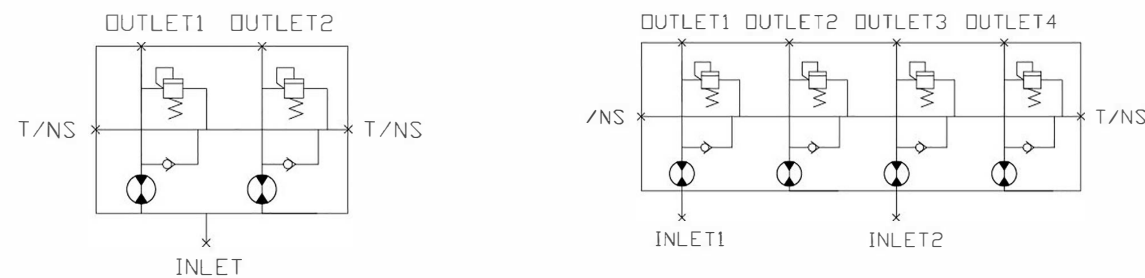 OUTLET1 OUTLET2
T/NS T/NS
INLET
OUTLET1 OUTLET2 OUTLET3 OUTLET4
/NS T/NS
INLET1 INLET2